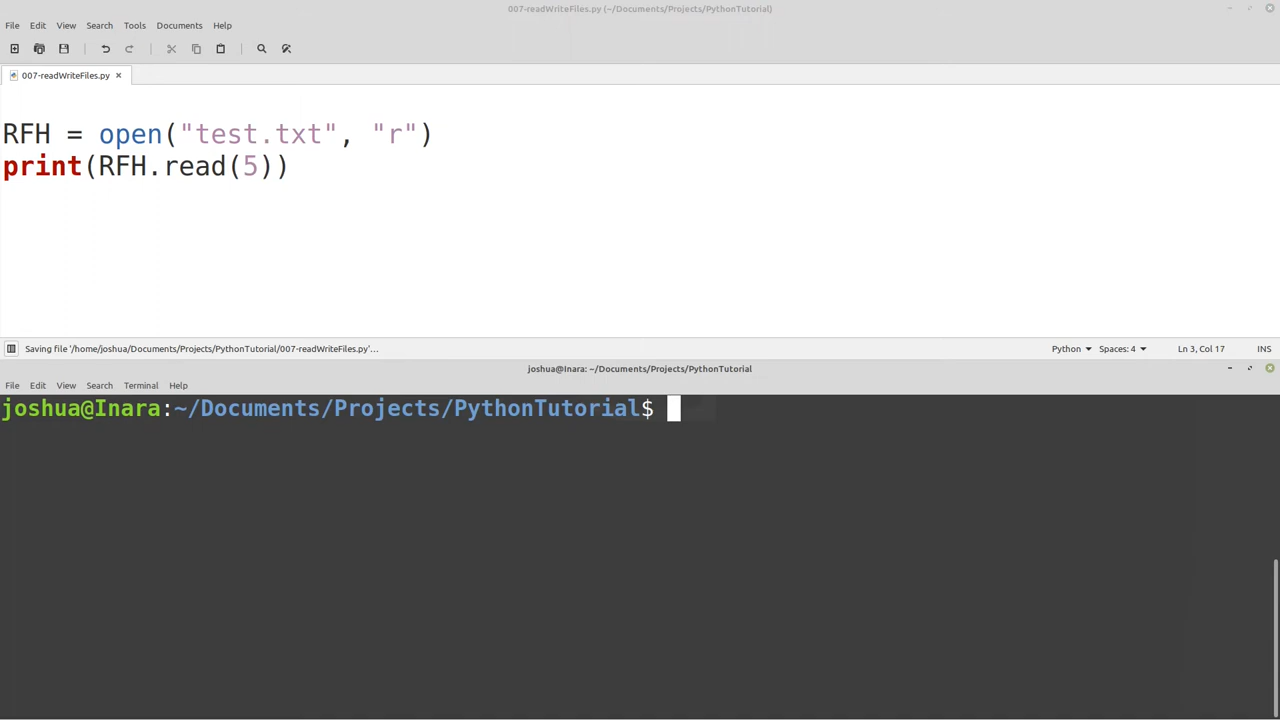 007-readWriteFiles.py (~/Documents/Projects/PythonTutorial)
File Edit View Search Tools Documents Help
007-readWriteFiles.py
RFH = open("test.txt", "r")
print(RFH.read(5))
Saving file '/home/joshua/Documents/Projects/PythonTutorial/007-readWriteFiles.py'... Python Spaces: 4 Ln 3, Col 17 INS
joshua@Inara: ~/Documents/Projects/PythonTutorial
File Edit View Search Terminal Help
joshua@Inara:~/Documents/Projects/PythonTutorial$